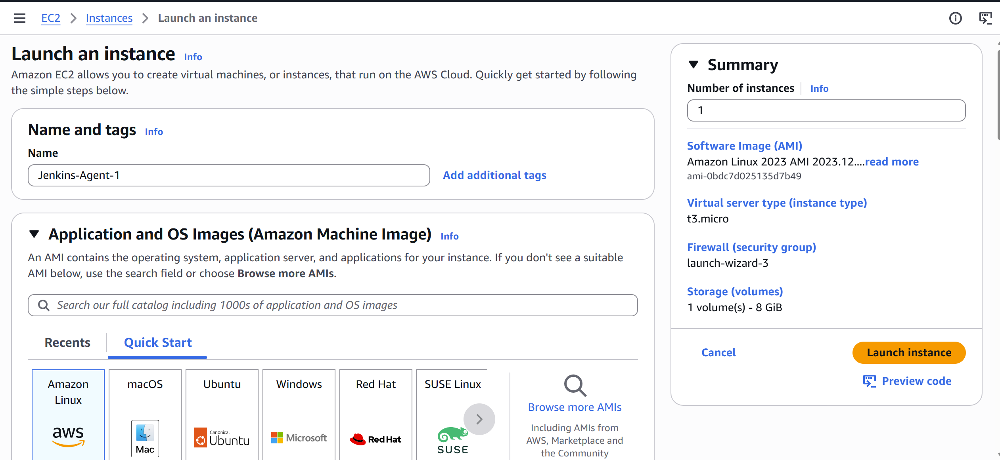 EC2 > Instances > Launch an instance
Launch an instance Info
Amazon EC2 allows you to create virtual machines, or instances, that run on the AWS Cloud. Quickly get started by following
the simple steps below.
Name and tags Info
Name
Jenkins-Agent-1
Add additional tags
Application and OS Images (Amazon Machine Image) Info
An AMI contains the operating system, application server, and applications for your instance. If you don't see a suitable
AMI below, use the search field or choose Browse more AMIs.
Search our full catalog including 1000s of application and OS images
Recents
Quick Start
Amazon
Linux
aws
macOS
Mac
Ubuntu
Canonical
Ubuntu
Windows
Microsoft
Red Hat
Red Hat
SUSE Linux
SUSE
Browse more AMIs
Including AMIs from
AWS, Marketplace and
the Community
Summary
Number of instances Info
1
Software Image (AMI)
Amazon Linux 2023 AMI 2023.12....read more
ami-0bdc7d025135d7b49
Virtual server type (instance type)
t3.micro
Firewall (security group)
launch-wizard-3
Storage (volumes)
1 volume(s) - 8 GiB
Cancel
Launch instance
Preview code